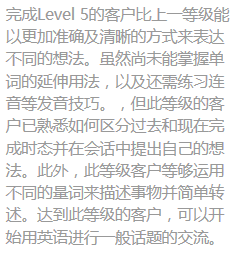 完成Level 5的客户比上一等级能
以更加准确及清晰的方式来表达
不同的想法。虽然尚未能掌握单
词的延伸用法，以及还需练习连
音等发音技巧。，但此等级的客
户已熟悉如何区分过去和现在完
成时态并在会话中提出自己的想
法。此外，此等级客户等够运用
不同的量词来描述事物并简单转
述。达到此等级的客户，可以开
始用英语进行一般话题的交流。